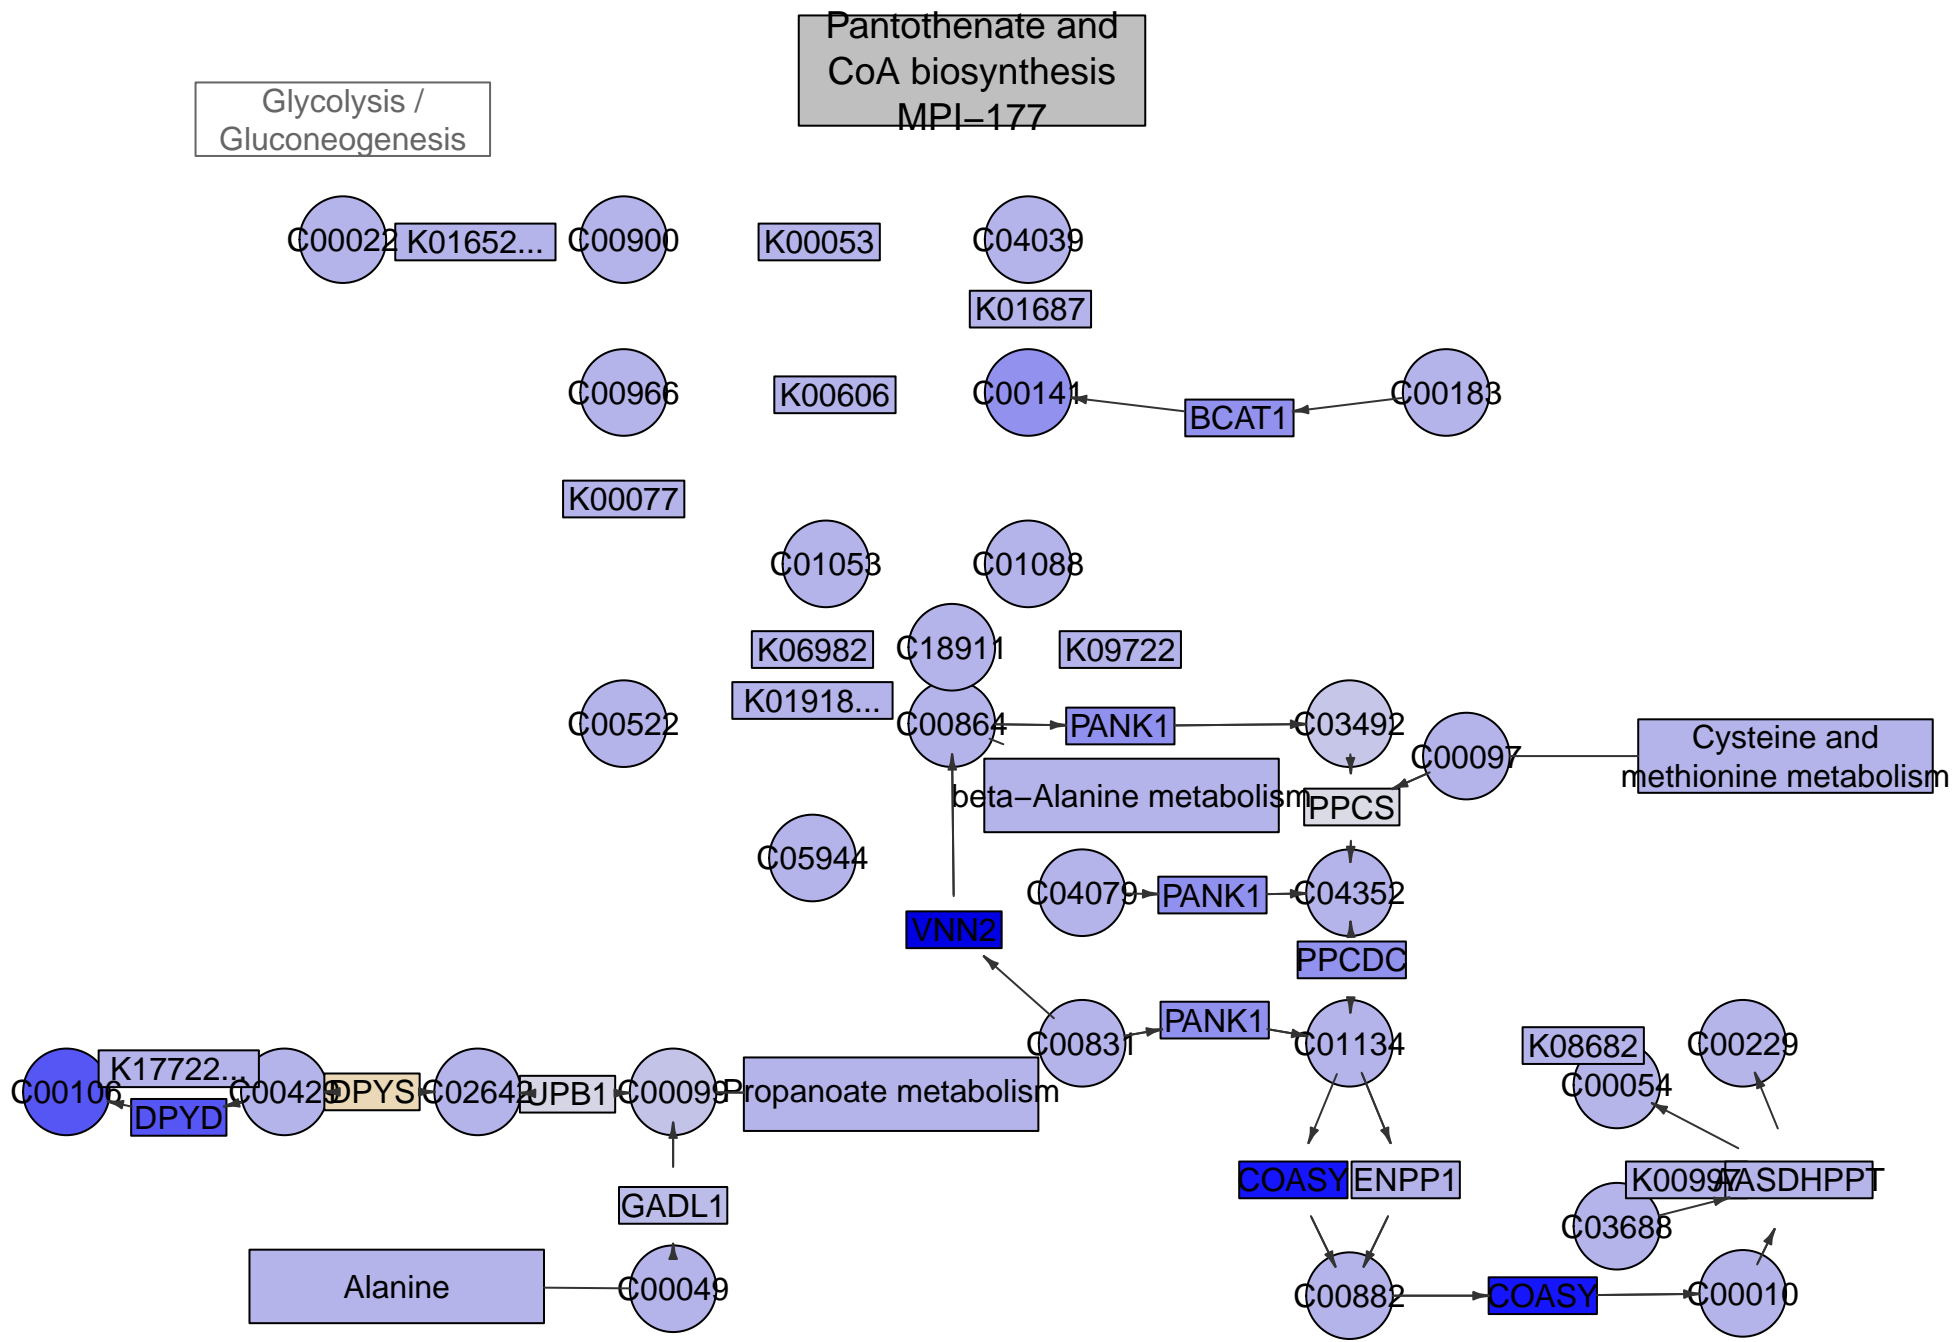 Pantothenate and
CoA biosynthesis
MPI−177
Glycolysis /
Gluconeogenesis
C00022
K01652...
C00900
K00053
C04039
K01687
C00966
K00606
C00141
BCAT1
C00183
K00077
C01053
C01088
K06982
C18911
K09722
K01918...
C00522
C00864
PANK1
C03492
C00097
Cysteine and
methionine metabolism
beta−Alanine metabolism
PPCS
C05944
C04079
PANK1
C04352
VNN2
PPCDC
C00831
PANK1
C01134
K08682
C00229
C00054
C00106
K17722...
DPYD
C00429
DPYS
C02642
UPB1
C00099
Propanoate metabolism
COASY
ENPP1
K00997
AASDHPPT
GADL1
C03688
Alanine
C00049
C00882
COASY
C00010